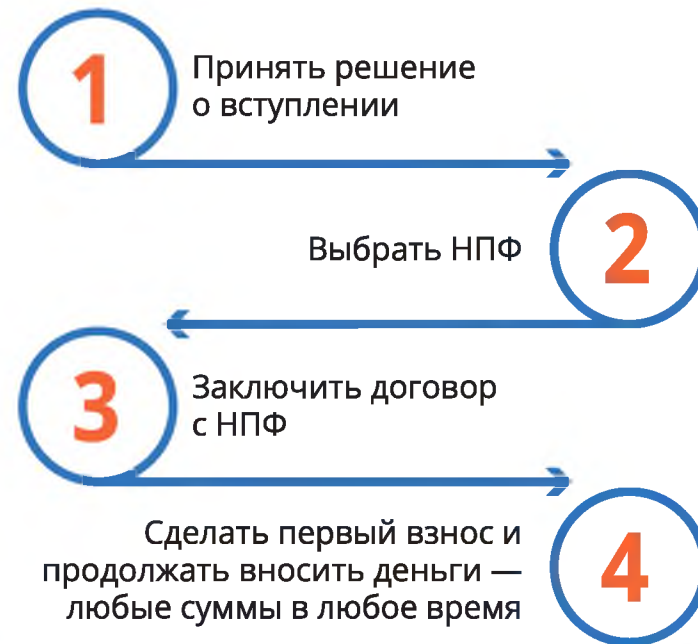 1
Принять решение
о вступлении
2
Выбрать НПФ
3
Заключить договор
с НПФ
4
Сделать первый взнос и
продолжать вносить деньги —
любые суммы в любое время